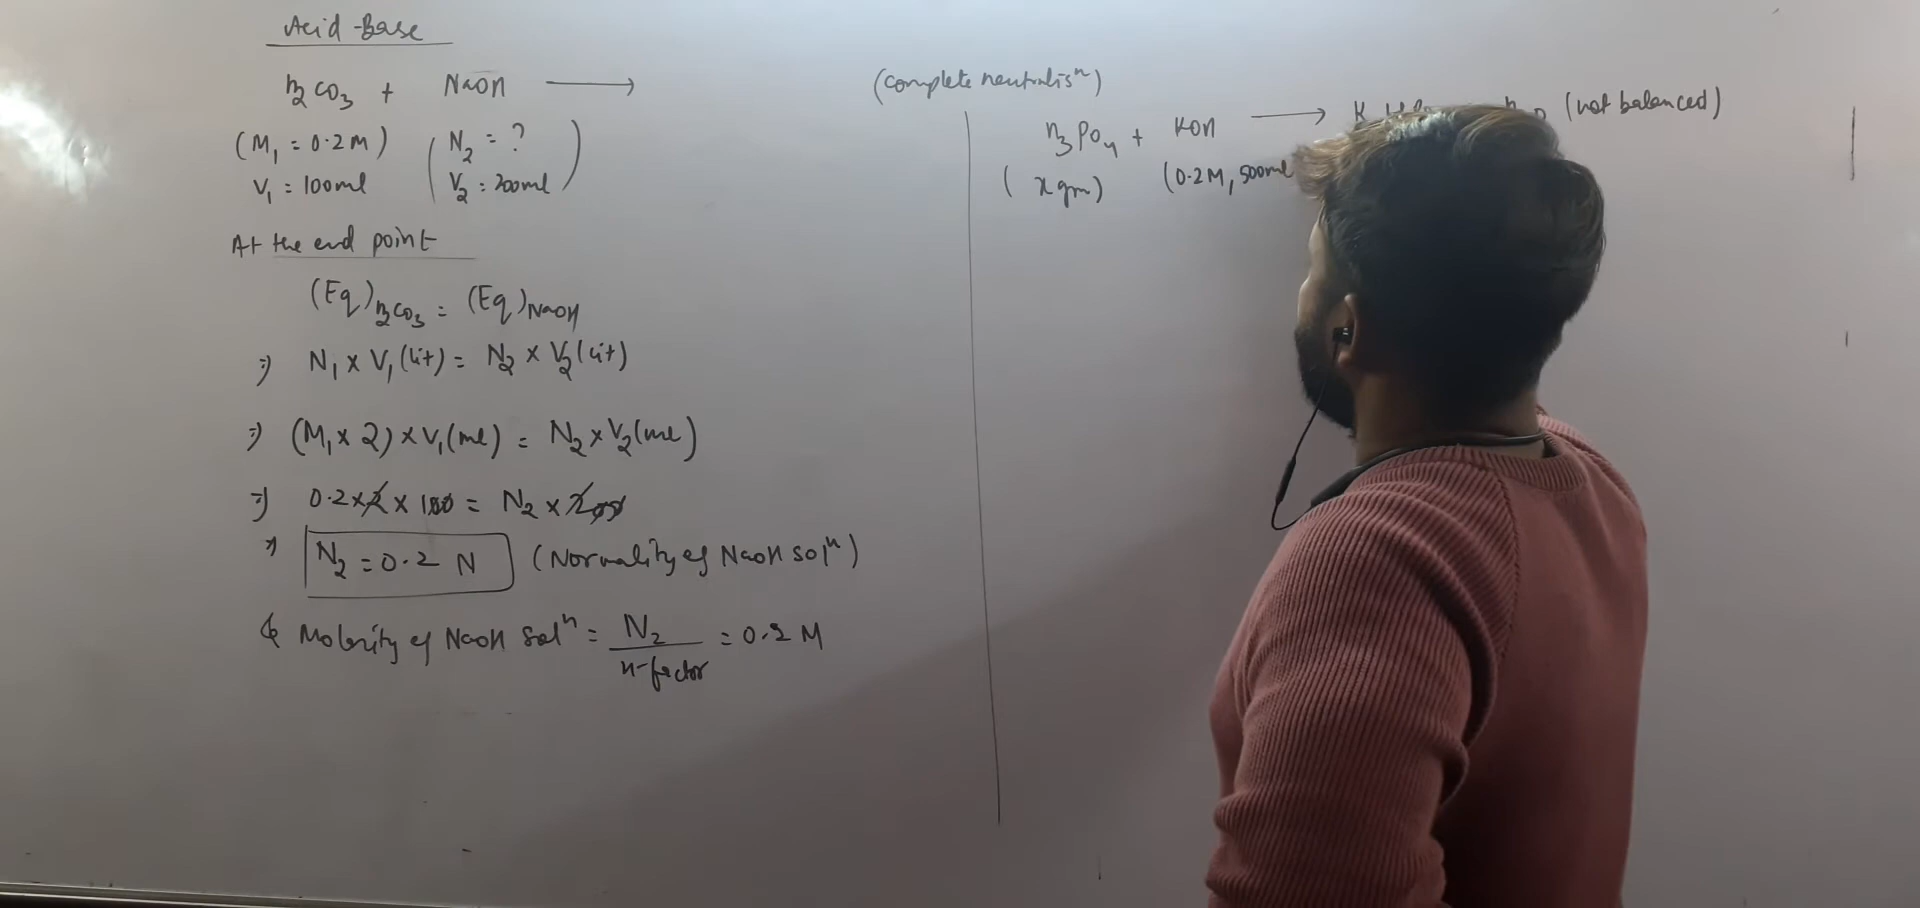 Acid-Base
H2CO3 + NaOH ⟶
(M1 = 0.2M) ( N2 = ? )
V1 = 100ml V2 = 200ml
At the end point
(Eq)H2CO3 = (Eq)NaOH
⇒ N1 × V1(lit) = N2 × V2(lit)
⇒ (M1 × 2) × V1(ml) = N2 × V2(ml)
⇒ 0.2 × 2 × 100 = N2 × 200
⇒ N2 = 0.2 N (Normality of NaOH solⁿ)
& Molarity of NaOH solⁿ = N2 / n-factor = 0.2 M
(complete neutralisⁿ)
H3PO4 + KOH ⟶ K (not balanced)
(x gm) (0.2M, 500ml